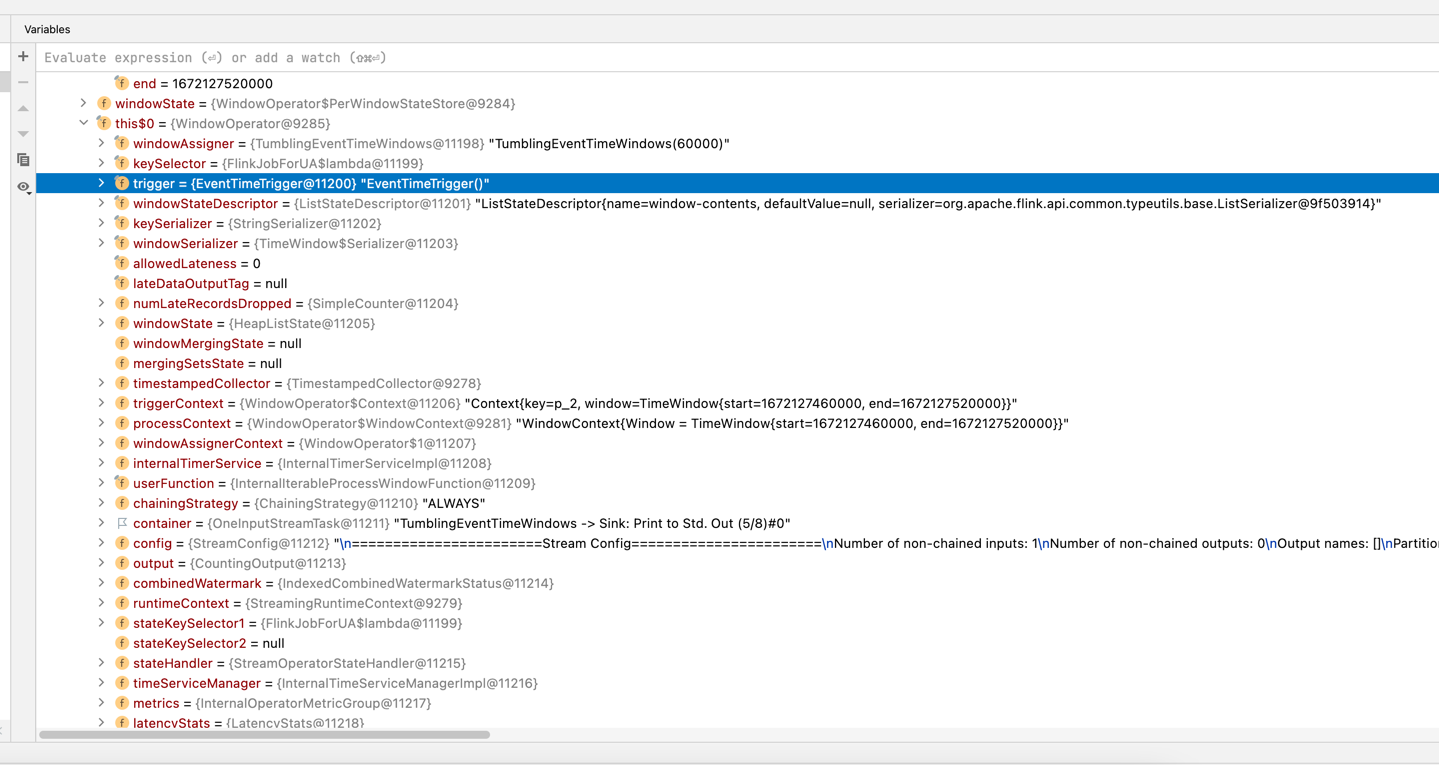 Variables
Evaluate expression (⏎) or add a watch (⇧⌘⏎)
end = 1672127520000
windowState = {WindowOperator$PerWindowStateStore@9284}
this$0 = {WindowOperator@9285}
windowAssigner = {TumblingEventTimeWindows@11198} "TumblingEventTimeWindows(60000)"
keySelector = {FlinkJobForUA$lambda@11199}
trigger = {EventTimeTrigger@11200} "EventTimeTrigger()"
windowStateDescriptor = {ListStateDescriptor@11201} "ListStateDescriptor{name=window-contents, defaultValue=null, serializer=org.apache.flink.api.common.typeutils.base.ListSerializer@9f503914}"
keySerializer = {StringSerializer@11202}
windowSerializer = {TimeWindow$Serializer@11203}
allowedLateness = 0
lateDataOutputTag = null
numLateRecordsDropped = {SimpleCounter@11204}
windowState = {HeapListState@11205}
windowMergingState = null
mergingSetsState = null
timestampedCollector = {TimestampedCollector@9278}
triggerContext = {WindowOperator$Context@11206} "Context{key=p_2, window=TimeWindow{start=1672127460000, end=1672127520000}}"
processContext = {WindowOperator$WindowContext@9281} "WindowContext{Window = TimeWindow{start=1672127460000, end=1672127520000}}"
windowAssignerContext = {WindowOperator$1@11207}
internalTimerService = {InternalTimerServiceImpl@11208}
userFunction = {InternalIterableProcessWindowFunction@11209}
chainingStrategy = {ChainingStrategy@11210} "ALWAYS"
container = {OneInputStreamTask@11211} "TumblingEventTimeWindows -> Sink: Print to Std. Out (5/8)#0"
config = {StreamConfig@11212} "\n=======================Stream Config=======================\nNumber of non-chained inputs: 1\nNumber of non-chained outputs: 0\nOutput names: []\nPartitio
output = {CountingOutput@11213}
combinedWatermark = {IndexedCombinedWatermarkStatus@11214}
runtimeContext = {StreamingRuntimeContext@9279}
stateKeySelector1 = {FlinkJobForUA$lambda@11199}
stateKeySelector2 = null
stateHandler = {StreamOperatorStateHandler@11215}
timeServiceManager = {InternalTimeServiceManagerImpl@11216}
metrics = {InternalOperatorMetricGroup@11217}
latencyStats = {LatencyStats@11218}